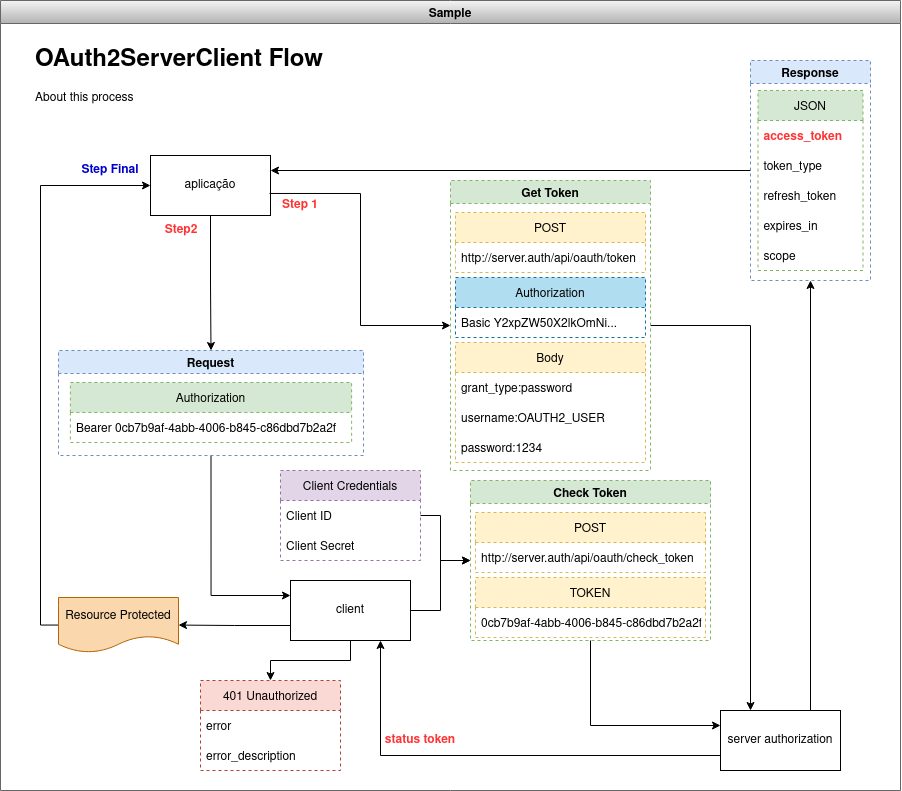 Sample
OAuth2ServerClient Flow
About this process
Response
JSON
access_token
token_type
refresh_token
expires_in
scope
Step Final
aplicação
Step 1
Step2
Get Token
POST
http://server.auth/api/oauth/token
Authorization
Basic Y2xpZW50X2lkOmNi...
Body
grant_type:password
username:OAUTH2_USER
password:1234
Request
Authorization
Bearer 0cb7b9af-4abb-4006-b845-c86dbd7b2a2f
Client Credentials
Client ID
Client Secret
Check Token
POST
http://server.auth/api/oauth/check_token
TOKEN
0cb7b9af-4abb-4006-b845-c86dbd7b2a2f
client
Resource Protected
401 Unauthorized
error
error_description
status token
server authorization